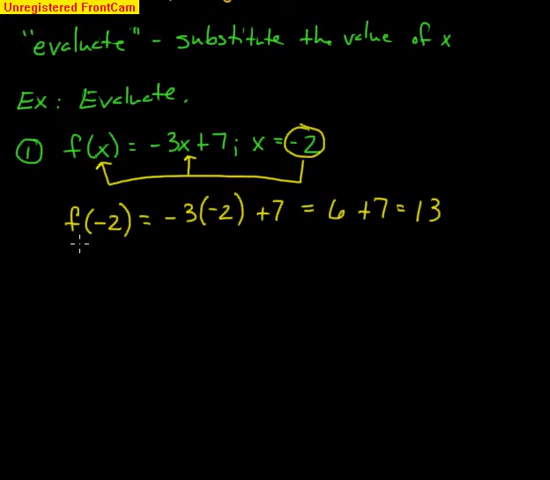 Unregistered FrontCam
"evaluate" - substitute the value of x
Ex: Evaluate.
① f(x) = -3x+7; x = -2
f(-2) = -3(-2) +7 = 6 +7 = 13